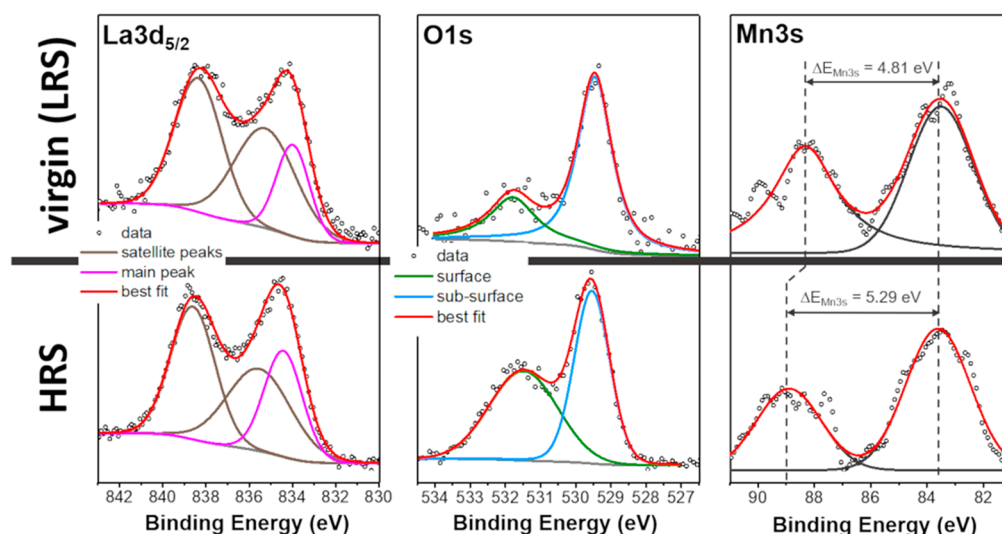 virgin (LRS)
HRS
La3d5/2
data
satellite peaks
main peak
best fit
842 840 838 836 834 832 830
Binding Energy (eV)
O1s
data
surface
sub-surface
best fit
534 533 532 531 530 529 528 527
Binding Energy (eV)
Mn3s
ΔEMn3s = 4.81 eV
ΔEMn3s = 5.29 eV
90 88 86 84 82
Binding Energy (eV)